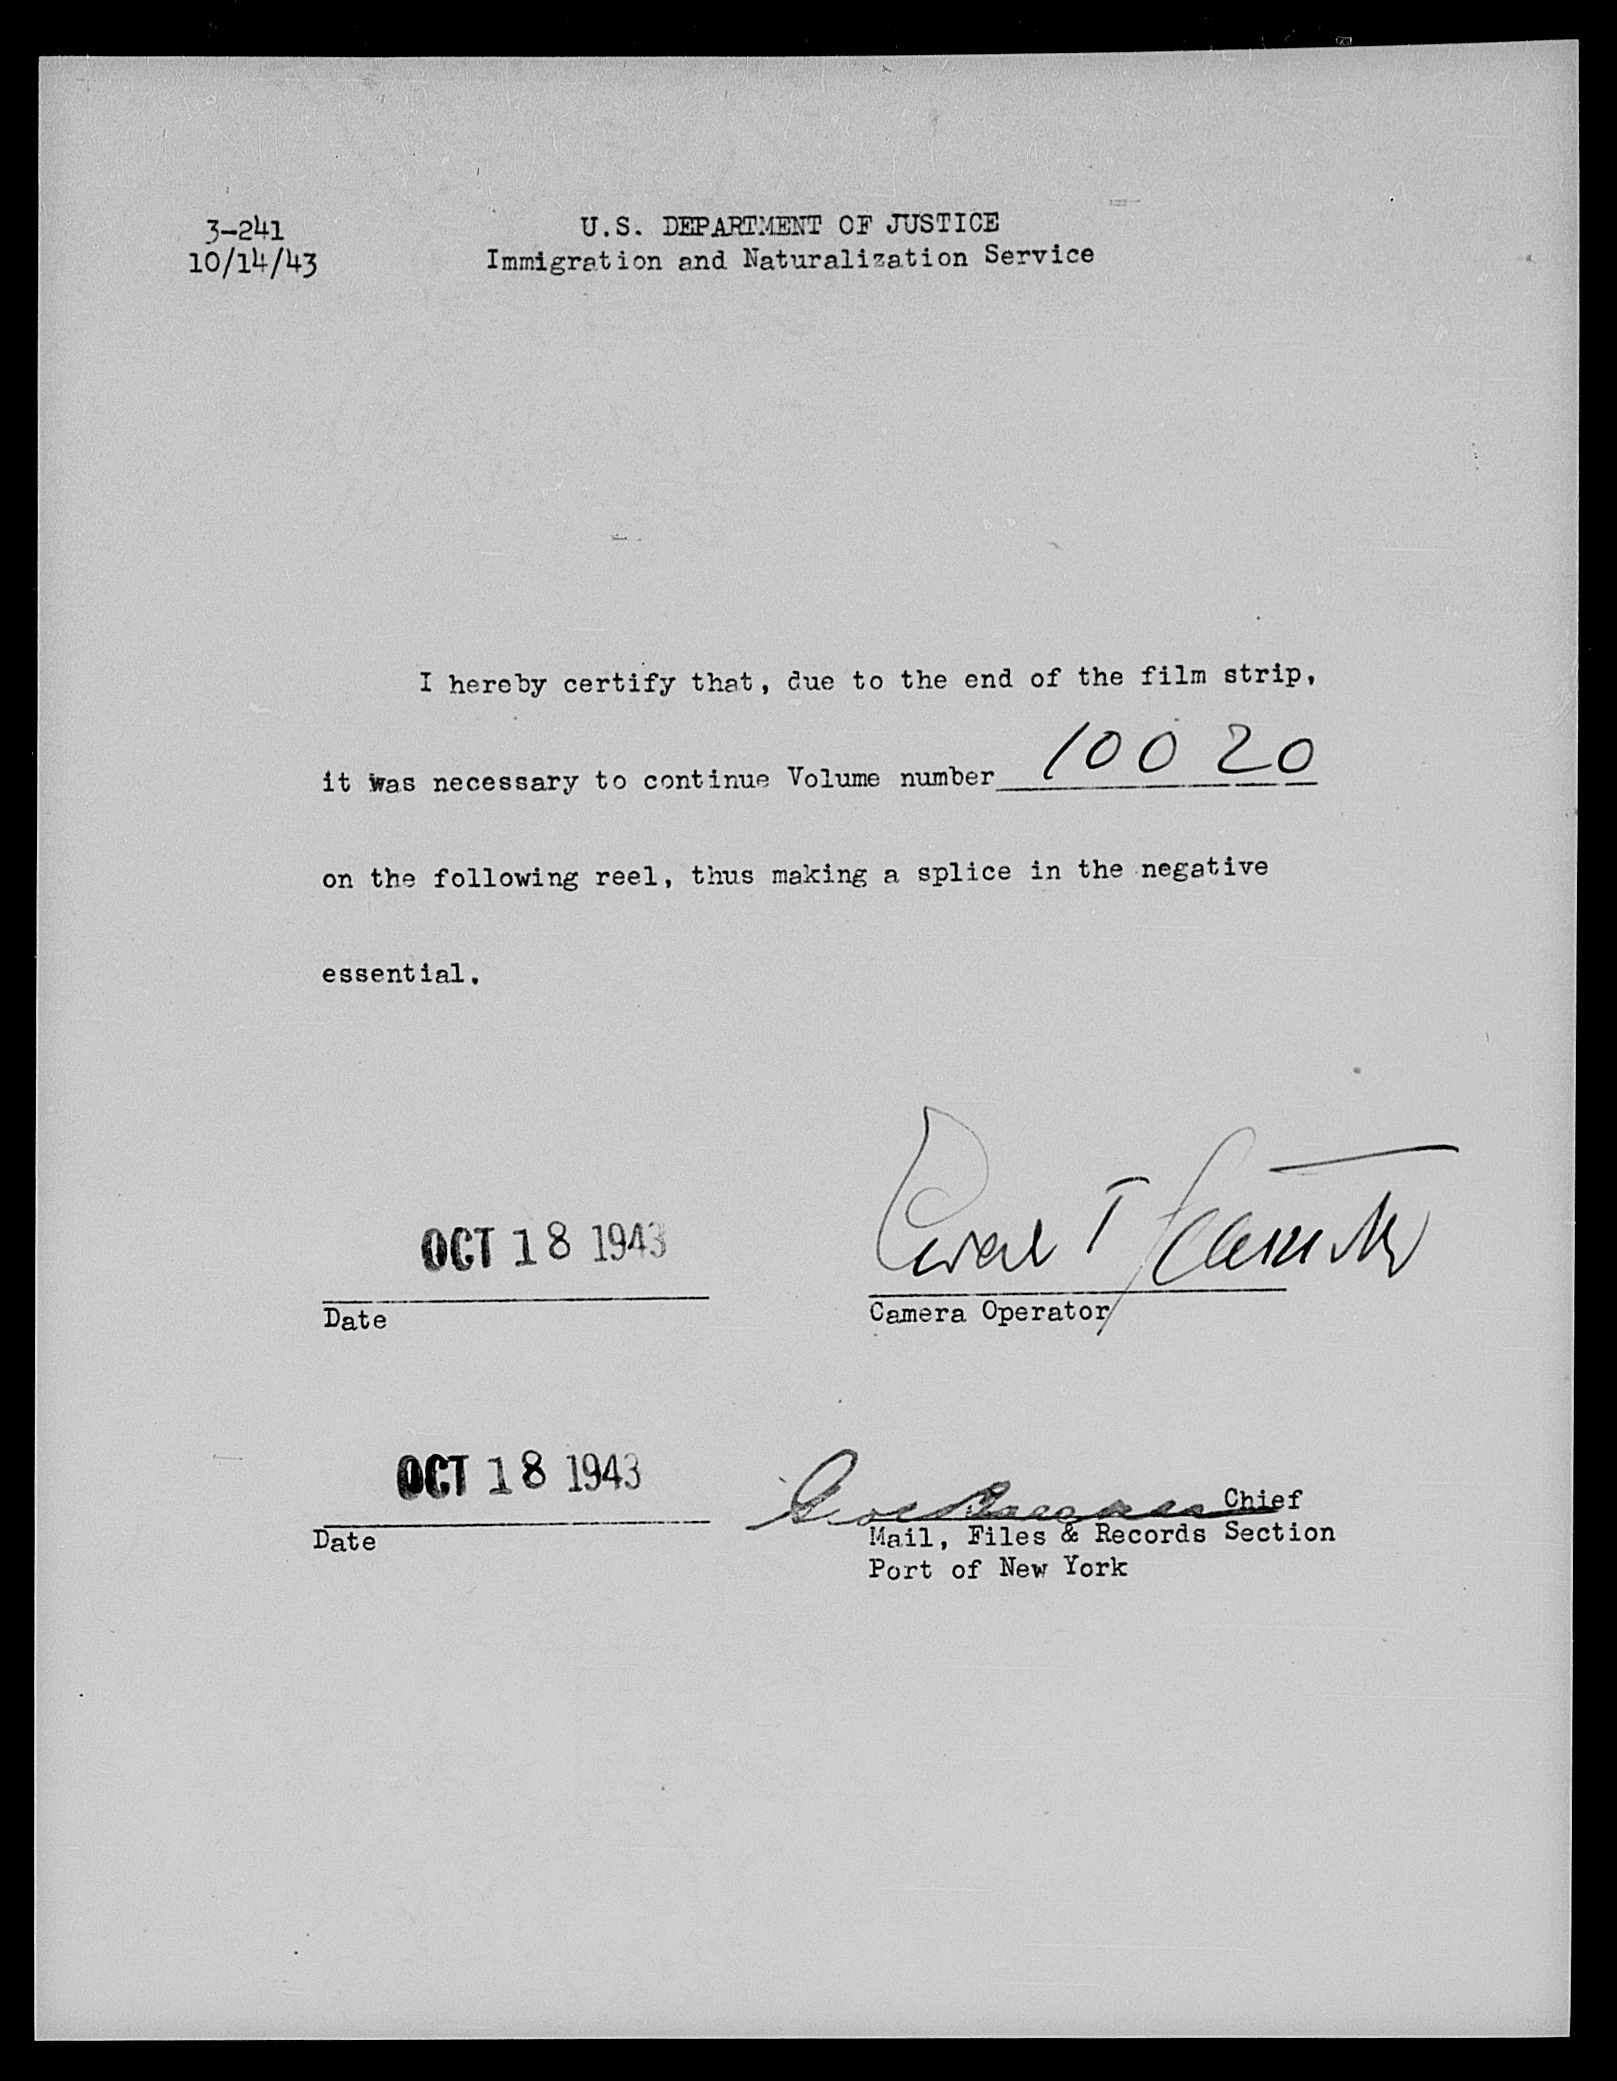 3-241
10/14/43
U.S. DEPARTMENT OF JUSTICE
Immigration and Naturalization Service
I hereby certify that, due to the end of the film strip,
it was necessary to continue Volume number 10020
on the following reel, thus making a splice in the negative
essential.
OCT 18 1943
Date
T
Camera Operator
OCT 18 1943
Date
Chief
Mail, Files & Records Section
Port of New York